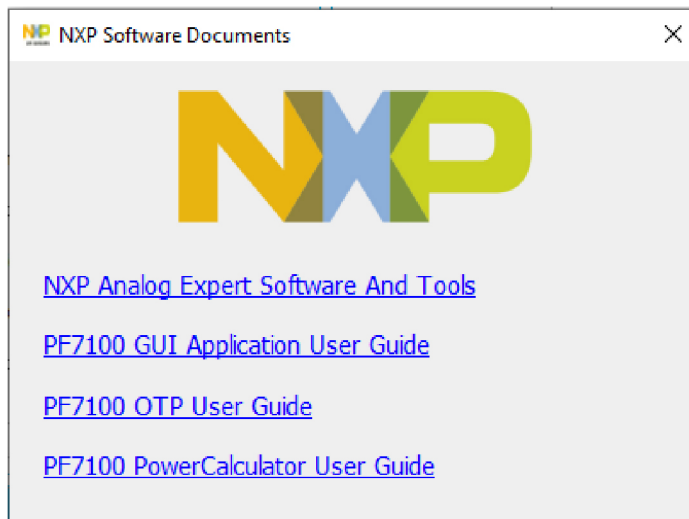 NXP Software Documents
NXP
NXP Analog Expert Software And Tools
PF7100 GUI Application User Guide
PF7100 OTP User Guide
PF7100 PowerCalculator User Guide